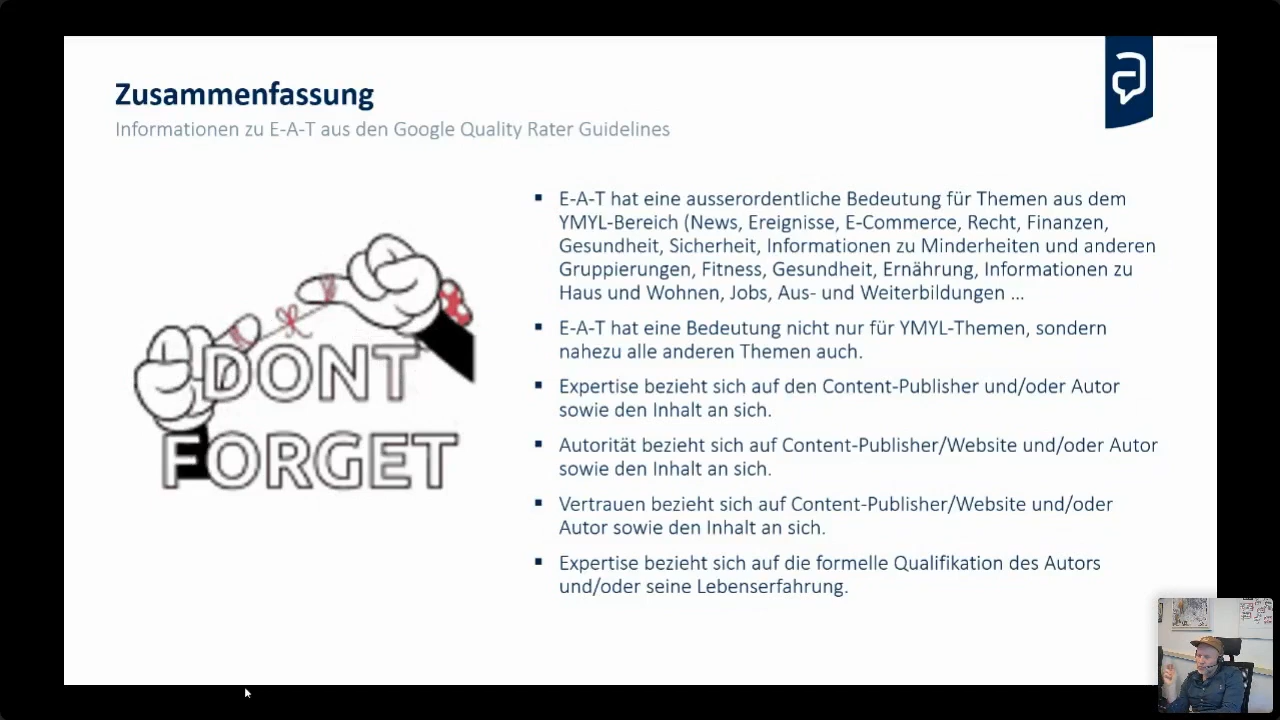 Zusammenfassung
Informationen zu E-A-T aus den Google Quality Rater Guidelines
DONT
FORGET
▪ E-A-T hat eine ausserordentliche Bedeutung für Themen aus dem
YMYL-Bereich (News, Ereignisse, E-Commerce, Recht, Finanzen,
Gesundheit, Sicherheit, Informationen zu Minderheiten und anderen
Gruppierungen, Fitness, Gesundheit, Ernährung, Informationen zu
Haus und Wohnen, Jobs, Aus- und Weiterbildungen ...
▪ E-A-T hat eine Bedeutung nicht nur für YMYL-Themen, sondern
nahezu alle anderen Themen auch.
▪ Expertise bezieht sich auf den Content-Publisher und/oder Autor
sowie den Inhalt an sich.
▪ Autorität bezieht sich auf Content-Publisher/Website und/oder Autor
sowie den Inhalt an sich.
▪ Vertrauen bezieht sich auf Content-Publisher/Website und/oder
Autor sowie den Inhalt an sich.
▪ Expertise bezieht sich auf die formelle Qualifikation des Autors
und/oder seine Lebenserfahrung.